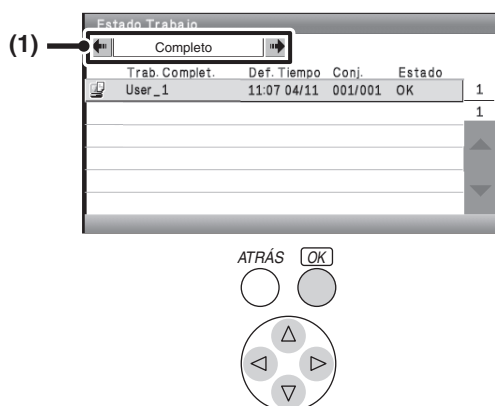 Estado Trabajo
(1)
Completo
Trab. Complet. Def. Tiempo Conj. Estado
User_1 11:07 04/11 001/001 OK 1
1
ATRÁS OK